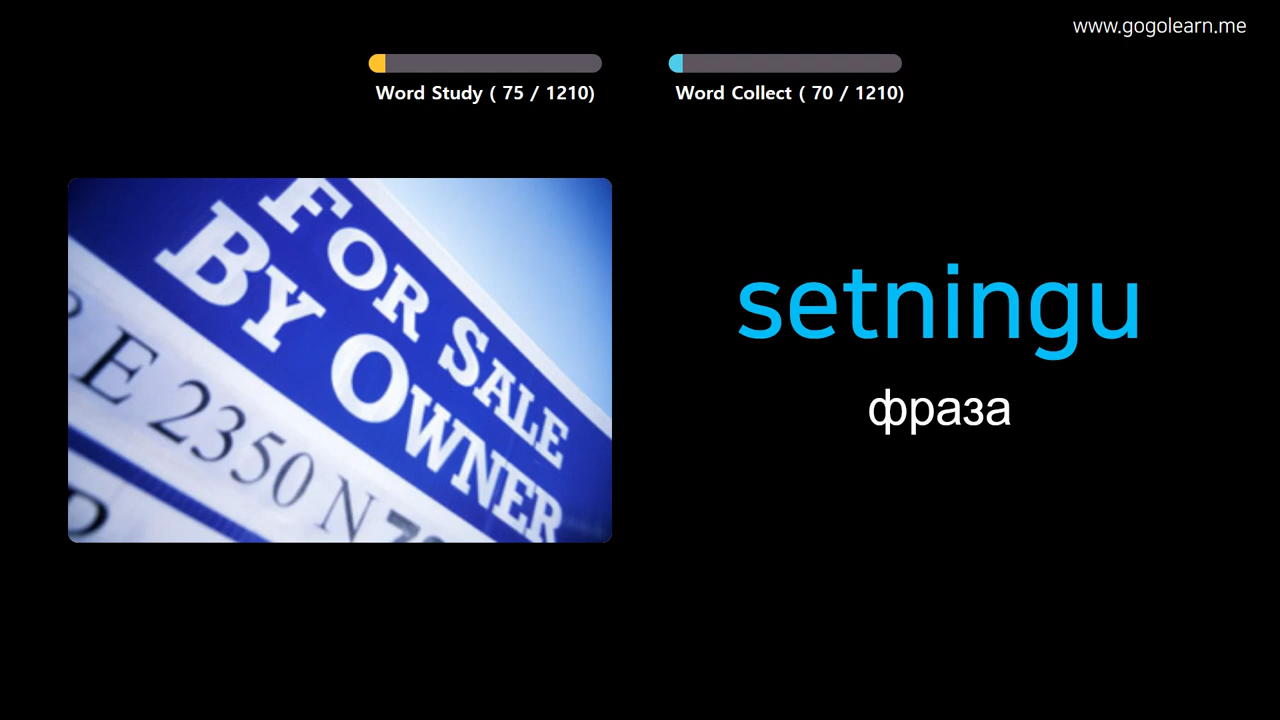 www.gogolearn.me
Word Study ( 75 / 1210)
Word Collect ( 70 / 1210)
FOR SALE
BY OWNER
E 2350 N
setningu
фраза